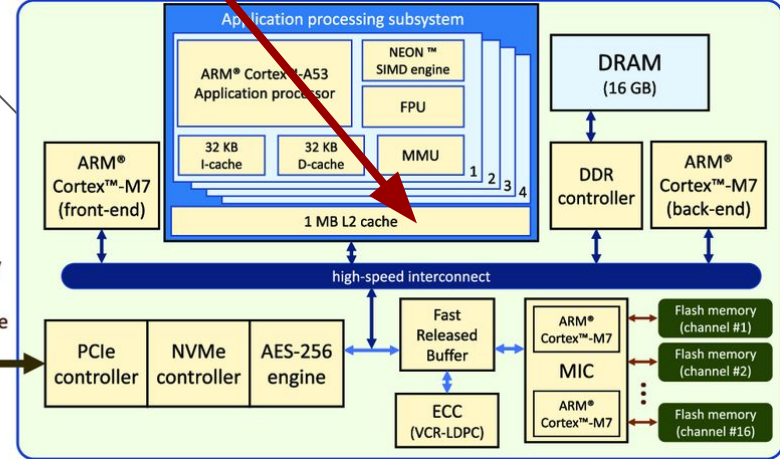 Application processing subsystem
ARM® Cortex™-A53
Application processor
NEON ™
SIMD engine
FPU
32 KB
I-cache
32 KB
D-cache
MMU
1
2
3
4
1 MB L2 cache
DRAM
(16 GB)
ARM®
Cortex™-M7
(front-end)
DDR
controller
ARM®
Cortex™-M7
(back-end)
high-speed interconnect
PCIe
controller
NVMe
controller
AES-256
engine
Fast
Released
Buffer
ECC
(VCR-LDPC)
ARM®
Cortex™-M7
MIC
ARM®
Cortex™-M7
Flash memory
(channel #1)
Flash memory
(channel #2)
Flash memory
(channel #16)